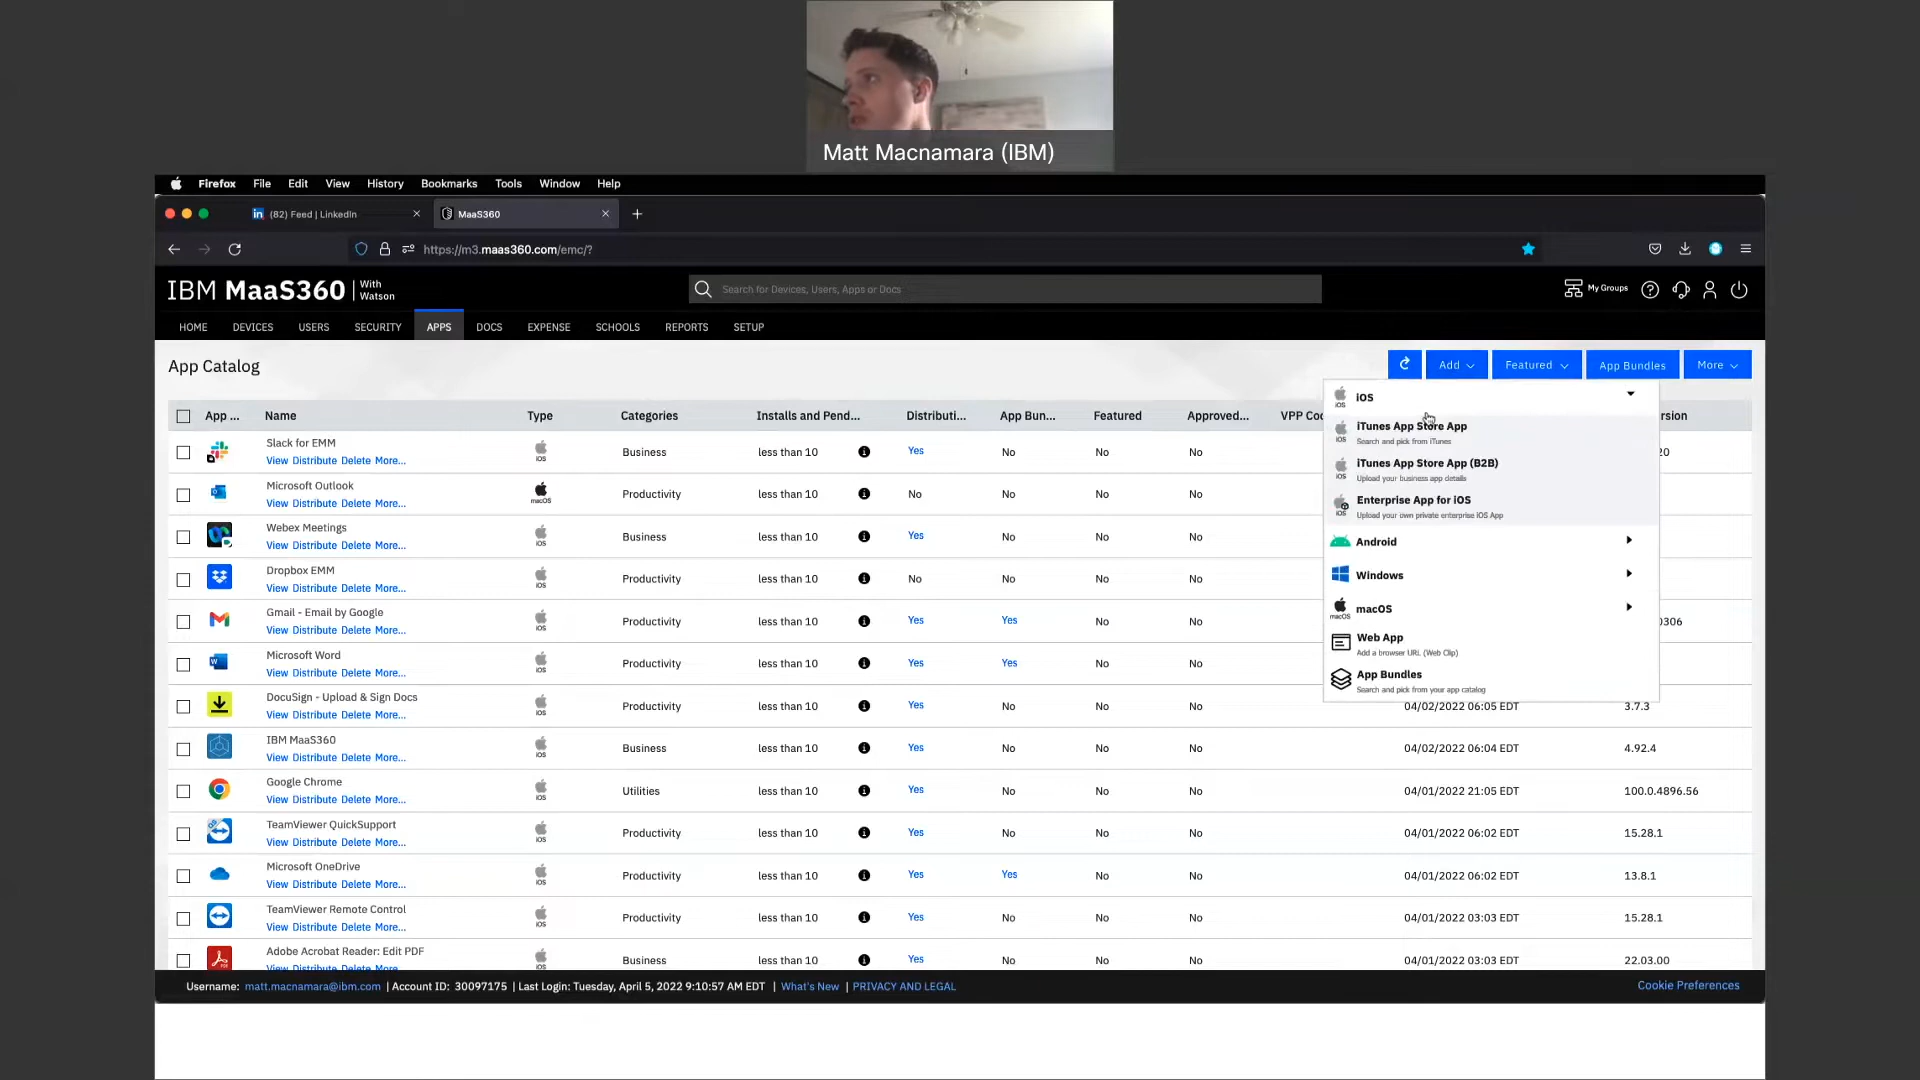 Matt Macnamara (IBM)
Firefox File Edit View History Bookmarks Tools Window Help
(82) Feed | LinkedIn MaaS360
https://m3.maas360.com/emc/?
IBM MaaS360 | With Watson
Search for Devices, Users, Apps or Docs
My Groups
HOME DEVICES USERS SECURITY APPS DOCS EXPENSE SCHOOLS REPORTS SETUP
App Catalog
Add Featured App Bundles More
App ... Name Type Categories Installs and Pend... Distributi... App Bun... Featured Approved... VPP Co rsion
iOS
iTunes App Store App
Search and pick from iTunes
iTunes App Store App (B2B)
Upload your business app details
Enterprise App for iOS
Upload your own private enterprise iOS App
Android
Windows
macOS
Web App
Add a browser URL (Web Clip)
App Bundles
Search and pick from your app catalog
Slack for EMM
View Distribute Delete More...
iOS Business less than 10 Yes No No No 20
Microsoft Outlook
View Distribute Delete More...
macOS Productivity less than 10 No No No No
Webex Meetings
View Distribute Delete More...
iOS Business less than 10 Yes No No No
Dropbox EMM
View Distribute Delete More...
iOS Productivity less than 10 No No No No
Gmail - Email by Google
View Distribute Delete More...
iOS Productivity less than 10 Yes Yes No No 0306
Microsoft Word
View Distribute Delete More...
iOS Productivity less than 10 Yes Yes No No
DocuSign - Upload & Sign Docs
View Distribute Delete More...
iOS Productivity less than 10 Yes No No No 04/02/2022 06:05 EDT 3.7.3
IBM MaaS360
View Distribute Delete More...
iOS Business less than 10 Yes No No No 04/02/2022 06:04 EDT 4.92.4
Google Chrome
View Distribute Delete More...
iOS Utilities less than 10 Yes No No No 04/01/2022 21:05 EDT 100.0.4896.56
TeamViewer QuickSupport
View Distribute Delete More...
iOS Productivity less than 10 Yes No No No 04/01/2022 06:02 EDT 15.28.1
Microsoft OneDrive
View Distribute Delete More...
iOS Productivity less than 10 Yes Yes No No 04/01/2022 06:02 EDT 13.8.1
TeamViewer Remote Control
View Distribute Delete More...
iOS Productivity less than 10 Yes No No No 04/01/2022 03:03 EDT 15.28.1
Adobe Acrobat Reader: Edit PDF
View Distribute Delete More...
iOS Business less than 10 Yes No No No 04/01/2022 03:03 EDT 22.03.00
Username: matt.macnamara@ibm.com | Account ID: 30097175 | Last Login: Tuesday, April 5, 2022 9:10:57 AM EDT | What's New | PRIVACY AND LEGAL Cookie Preferences